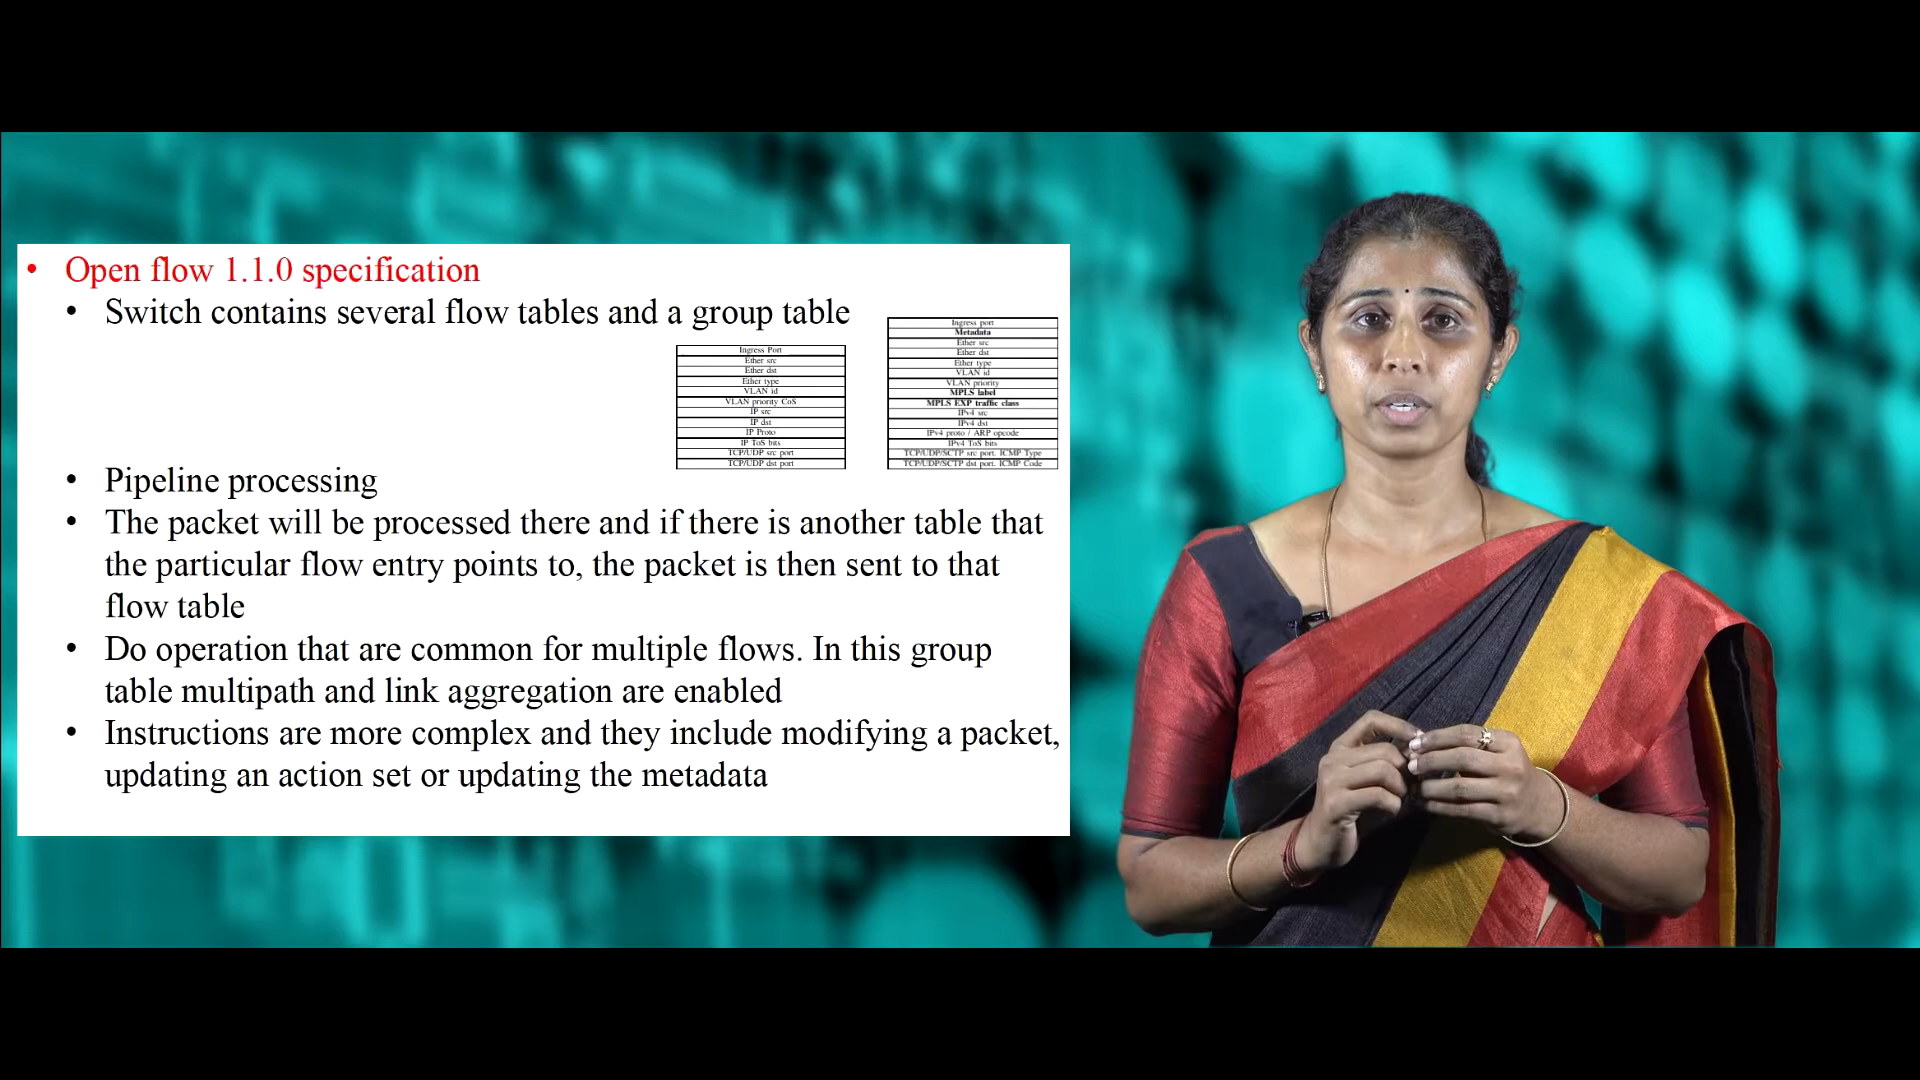 • Open flow 1.1.0 specification
• Switch contains several flow tables and a group table
Ingress Port
Ether src
Ether dst
Ether type
VLAN id
VLAN priority CoS
IP src
IP dst
IP Proto
IP ToS bits
TCP/UDP src port
TCP/UDP dst port
Ingress port
Metadata
Ether src
Ether dst
Ether type
VLAN id
VLAN priority
MPLS label
MPLS EXP traffic class
IPv4 src
IPv4 dst
IPv4 proto / ARP opcode
IPv4 ToS bits
TCP/UDP/SCTP src port. ICMP Type
TCP/UDP/SCTP dst port. ICMP Code
• Pipeline processing
• The packet will be processed there and if there is another table that
the particular flow entry points to, the packet is then sent to that
flow table
• Do operation that are common for multiple flows. In this group
table multipath and link aggregation are enabled
• Instructions are more complex and they include modifying a packet,
updating an action set or updating the metadata